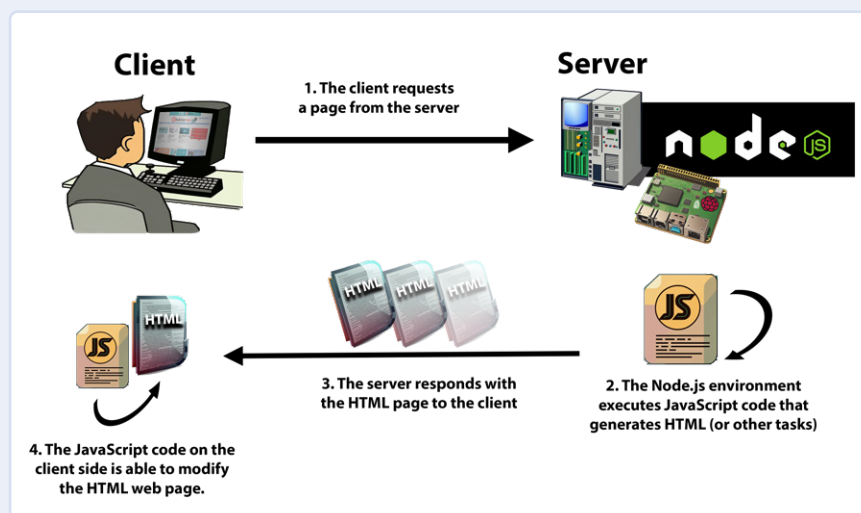 Client
Server
1. The client requests
a page from the server
node JS
HTML
HTML
HTML
JS
HTML
JS
3. The server responds with
the HTML page to the client
2. The Node.js environment
executes JavaScript code that
generates HTML (or other tasks)
4. The JavaScript code on the
client side is able to modify
the HTML web page.